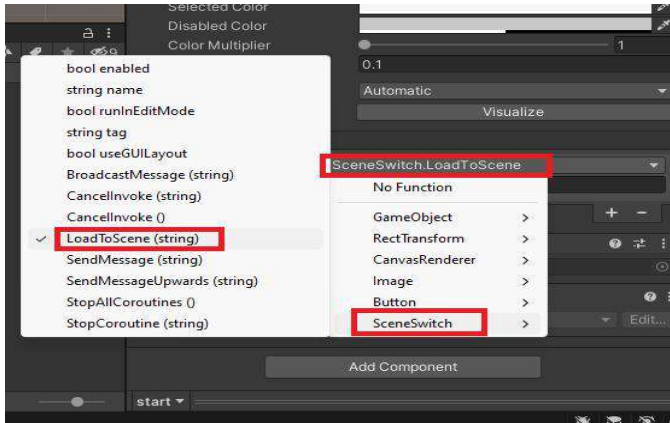 Selected Color
Disabled Color
Color Multiplier
1
9
0.1
Automatic
Visualize
bool enabled
string name
bool runInEditMode
string tag
bool useGUILayout
BroadcastMessage (string)
CancelInvoke (string)
CancelInvoke ()
LoadToScene (string)
SendMessage (string)
SendMessageUpwards (string)
StopAllCoroutines ()
StopCoroutine (string)
SceneSwitch.LoadToScene
No Function
GameObject
RectTransform
CanvasRenderer
Image
Button
SceneSwitch
Edit...
Add Component
start